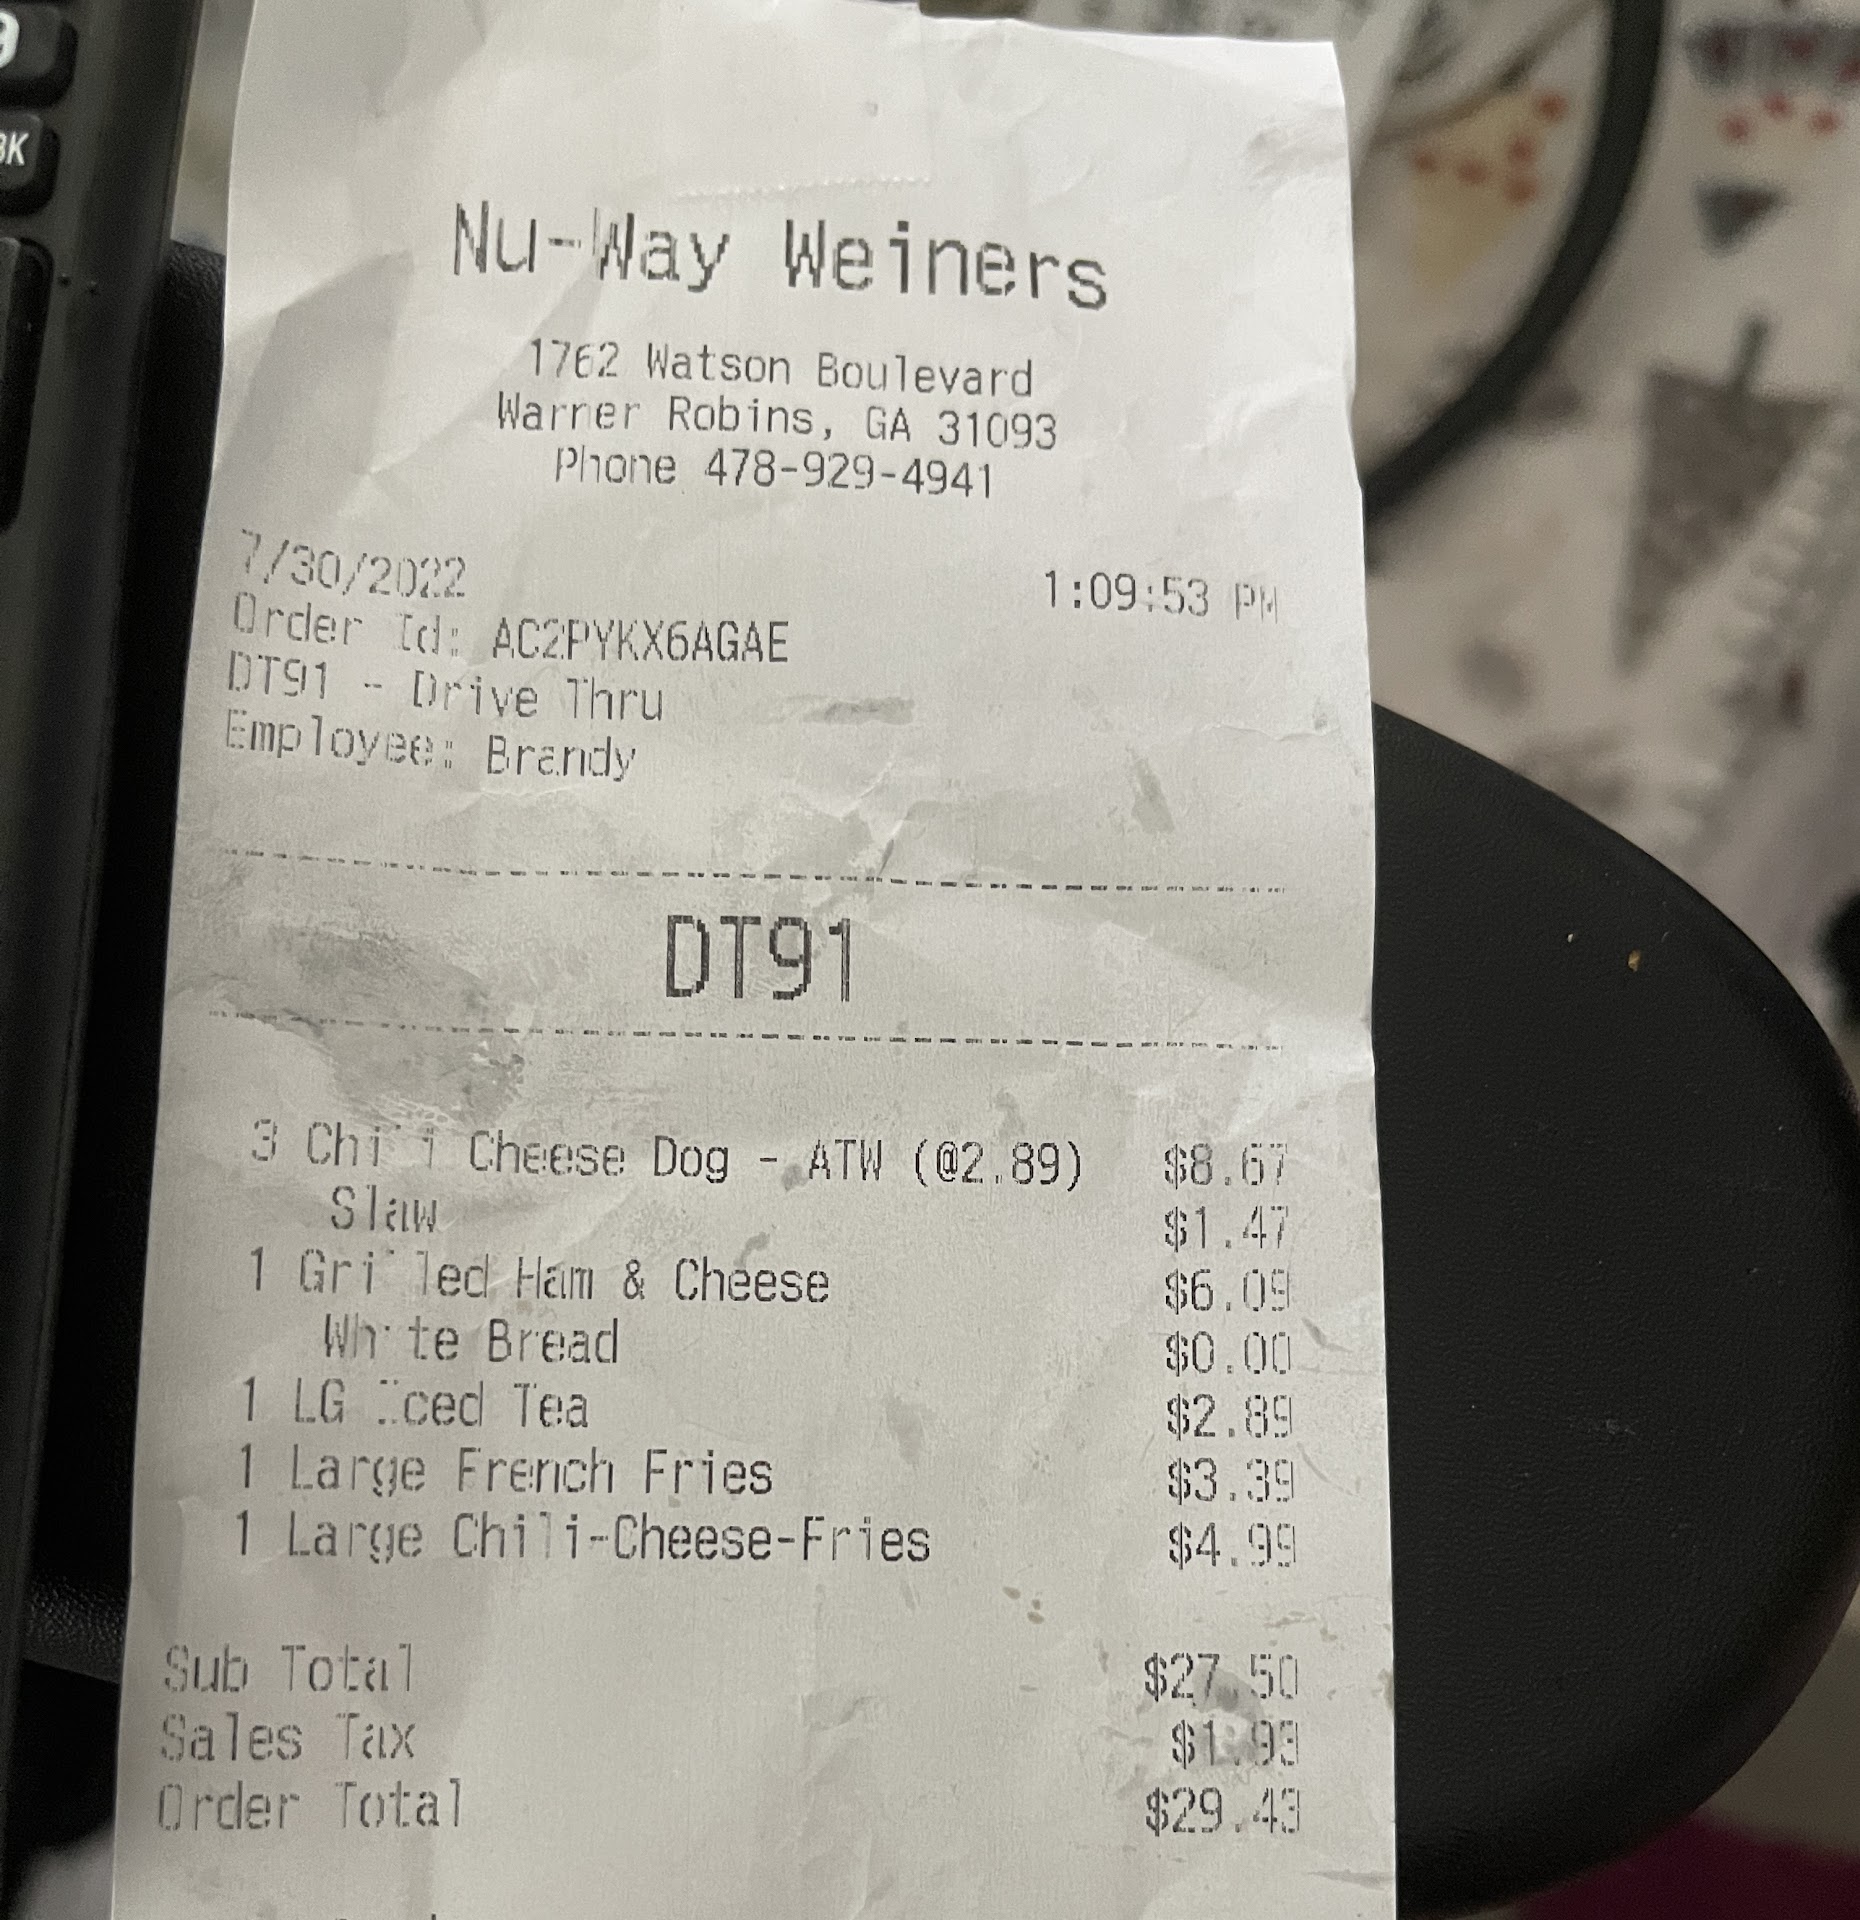 9
BK
Nu-Way Weiners
1762 Watson Boulevard
Warner Robins, GA 31093
Phone 478-929-4941
7/30/2022 1:09:53 PM
Order Id: AC2PYKX6AGAE
DT91 - Drive Thru
Employee: Brandy
DT91
3 Chili Cheese Dog - ATW (@2.89) $8.67
Slaw $1.47
1 Grilled Ham & Cheese $6.09
White Bread $0.00
1 LG Iced Tea $2.89
1 Large French Fries $3.39
1 Large Chili-Cheese-Fries $4.99
Sub Total $27.50
Sales Tax $1.93
Order Total $29.43